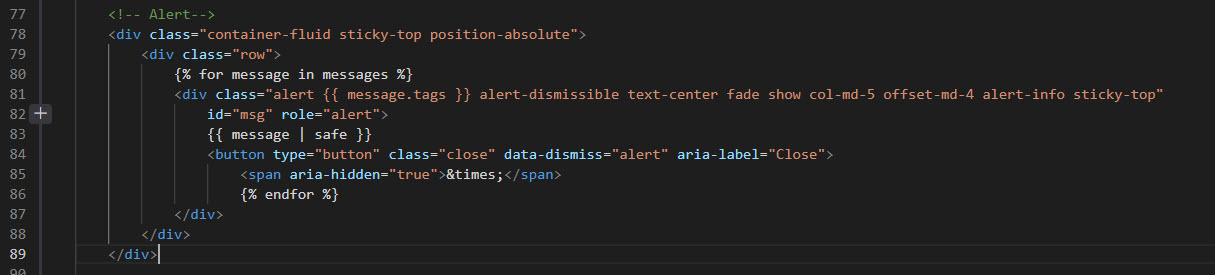 77 <!-- Alert-->
78 <div class="container-fluid sticky-top position-absolute">
79 <div class="row">
80 {% for message in messages %}
81 <div class="alert {{ message.tags }} alert-dismissible text-center fade show col-md-5 offset-md-4 alert-info sticky-top"
82 id="msg" role="alert">
83 {{ message | safe }}
84 <button type="button" class="close" data-dismiss="alert" aria-label="Close">
85 <span aria-hidden="true">&times;</span>
86 {% endfor %}
87 </div>
88 </div>
89 </div>
90